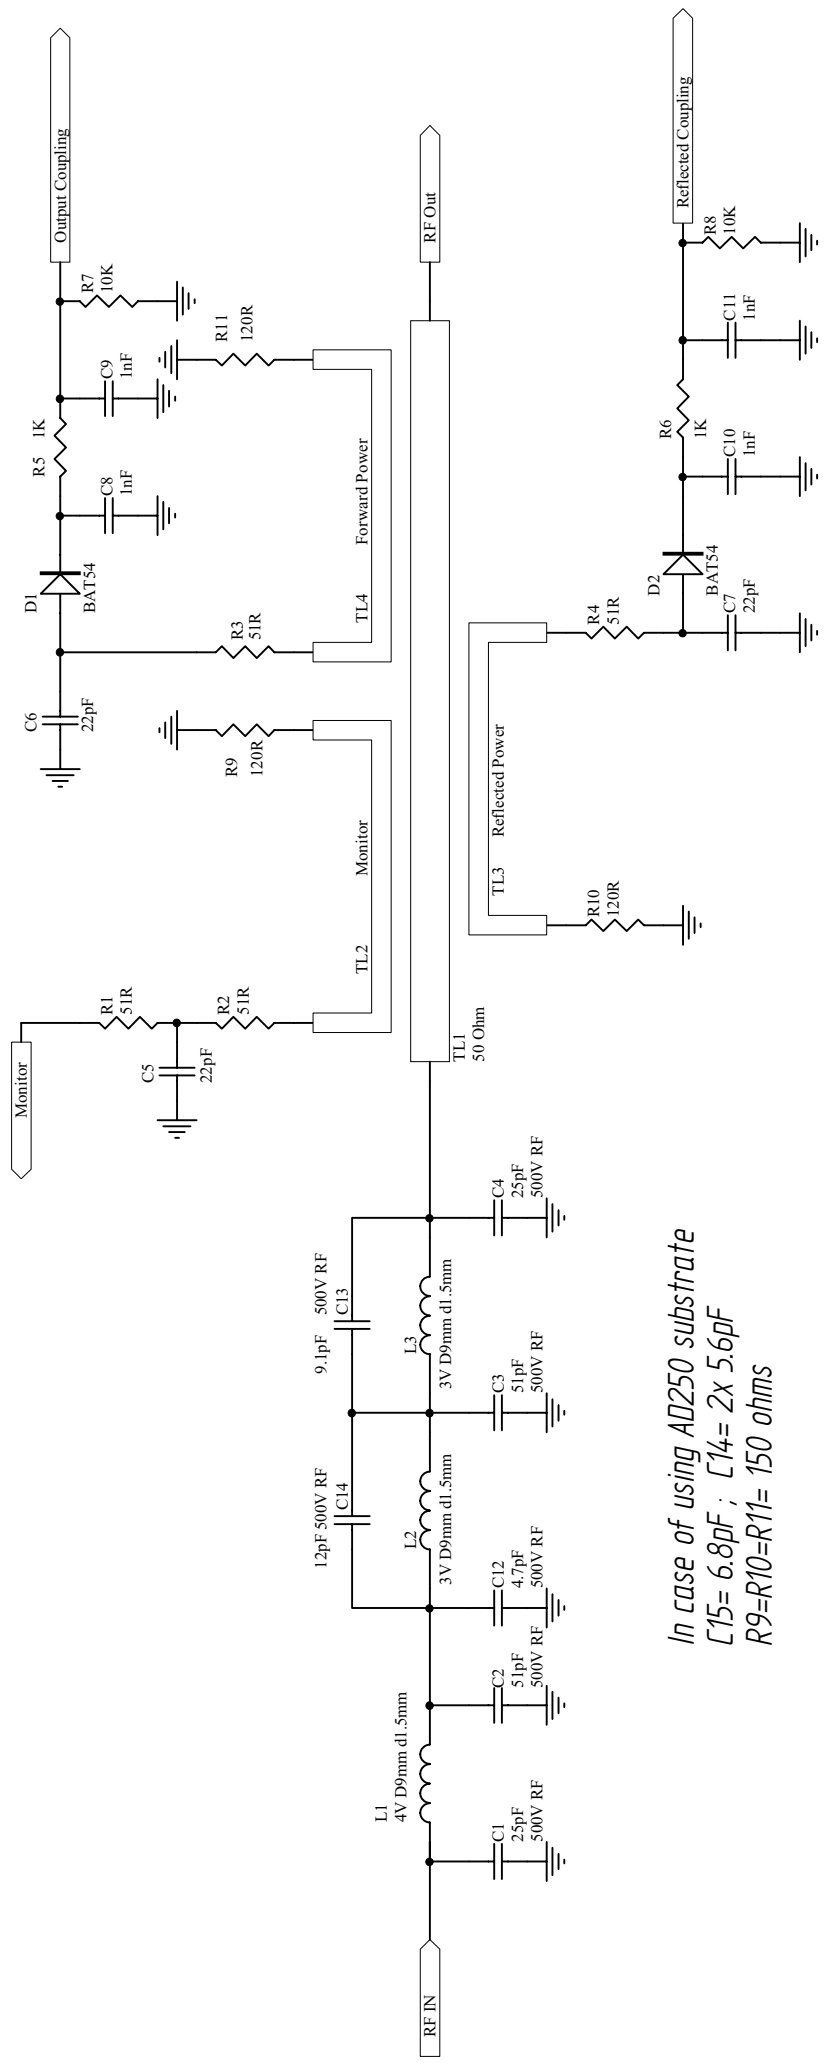 Output Coupling
R7
10K
C9
1nF
R5
1K
C8
1nF
D1
BAT54
C6
22pF
R11
120R
R3
51R
TL4
Forward Power
R9
120R
TL2
Monitor
Monitor
R1
51R
R2
51R
C5
22pF
RF Out
TL1
50 Ohm
Reflected Coupling
R8
10K
C11
1nF
R6
1K
C10
1nF
D2
BAT54
C7
22pF
R4
51R
TL3
Reflected Power
R10
120R
RF IN
C1
25pF
500V RF
L1
4V D9mm d1.5mm
C2
51pF
500V RF
C12
4.7pF
500V RF
12pF 500V RF
C14
L2
3V D9mm d1.5mm
C3
51pF
500V RF
9.1pF
500V RF
C13
L3
3V D9mm d1.5mm
C4
25pF
500V RF
In case of using AD250 substrate
C15= 6.8pF ; C14= 2x 5.6pF
R9=R10=R11= 150 ohms